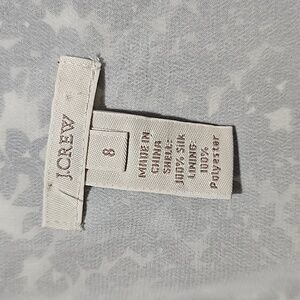 J.CREW
8
MADE IN
CHINA
SHELL:
100% Silk
LINING:
100%
Polyester